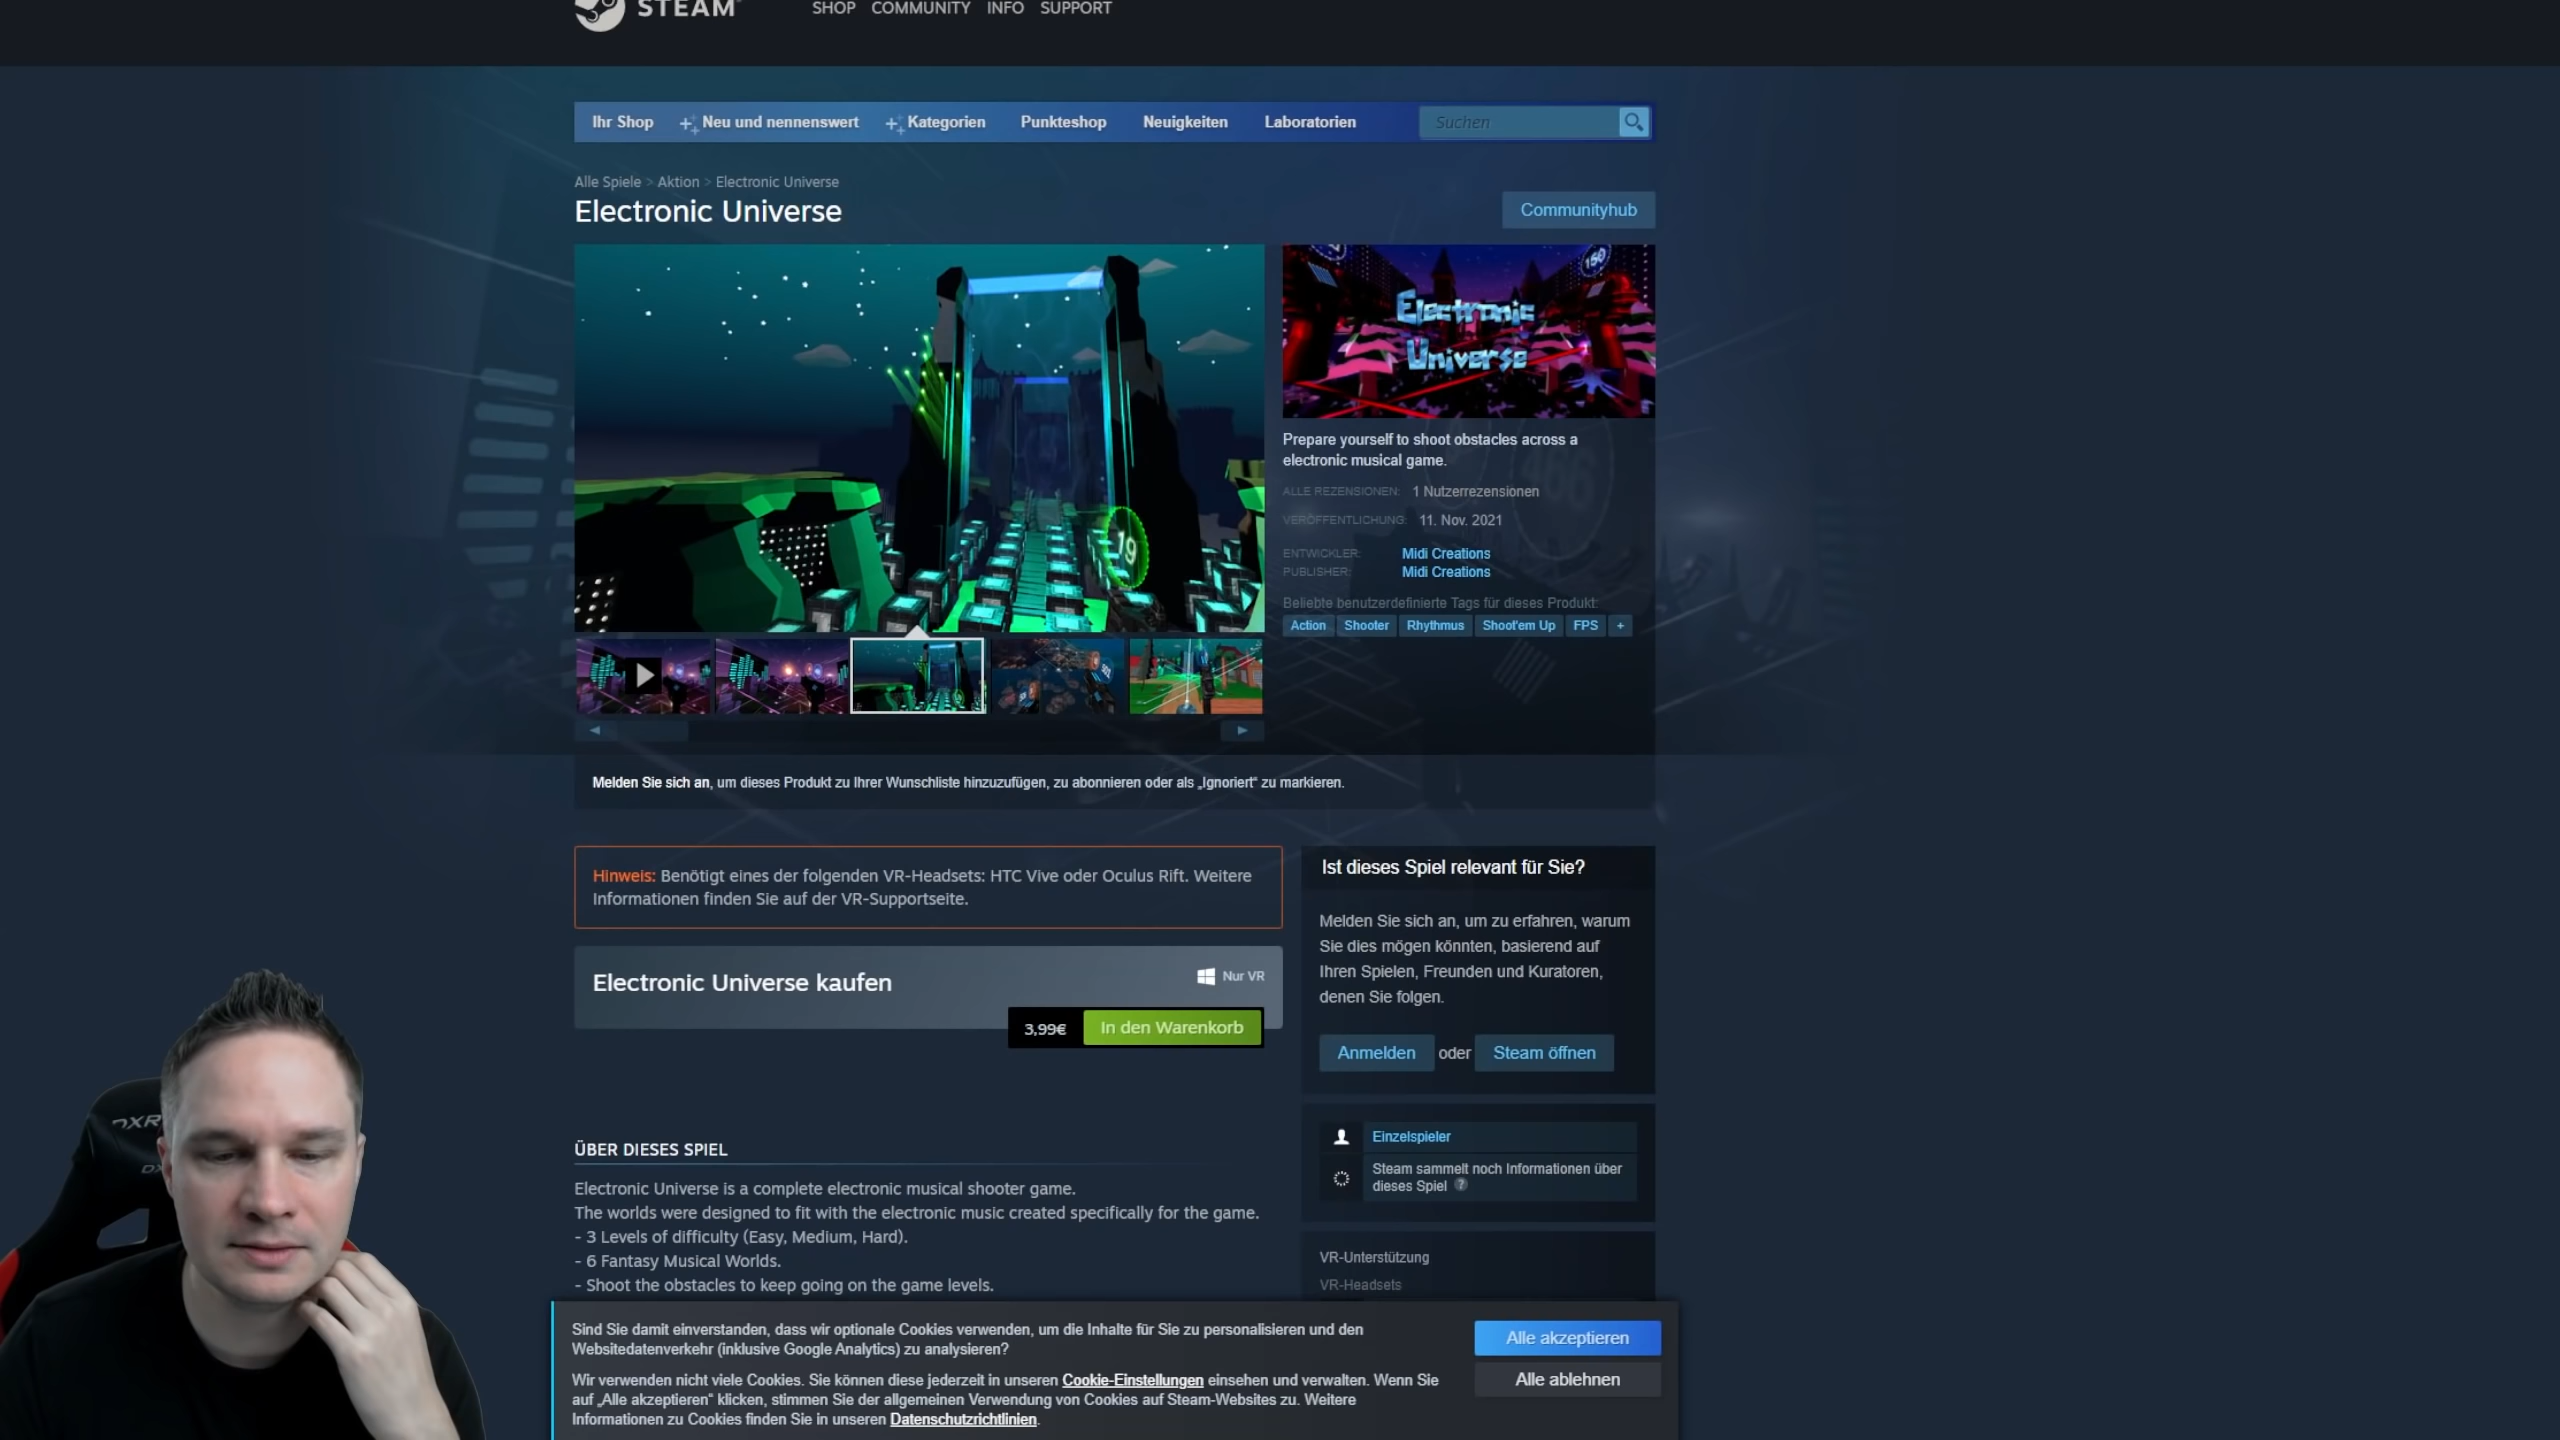 STEAM
SHOP COMMUNITY INFO SUPPORT
Ihr Shop Neu und nennenswert Kategorien Punkteshop Neuigkeiten Laboratorien Suchen
Alle Spiele > Aktion > Electronic Universe
Electronic Universe
Communityhub
150
Electronic
Universe
19
Prepare yourself to shoot obstacles across a
electronic musical game.
ALLE REZENSIONEN: 1 Nutzerrezensionen
VERÖFFENTLICHUNG: 11. Nov. 2021
ENTWICKLER: Midi Creations
PUBLISHER: Midi Creations
Beliebte benutzerdefinierte Tags für dieses Produkt:
Action Shooter Rhythmus Shoot'em Up FPS +
Melden Sie sich an, um dieses Produkt zu Ihrer Wunschliste hinzuzufügen, zu abonnieren oder als „Ignoriert“ zu markieren.
Hinweis: Benötigt eines der folgenden VR-Headsets: HTC Vive oder Oculus Rift. Weitere
Informationen finden Sie auf der VR-Supportseite.
Electronic Universe kaufen
Nur VR
3,99€ In den Warenkorb
Ist dieses Spiel relevant für Sie?
Melden Sie sich an, um zu erfahren, warum
Sie dies mögen könnten, basierend auf
Ihren Spielen, Freunden und Kuratoren,
denen Sie folgen.
Anmelden oder Steam öffnen
ÜBER DIESES SPIEL
Electronic Universe is a complete electronic musical shooter game.
The worlds were designed to fit with the electronic music created specifically for the game.
- 3 Levels of difficulty (Easy, Medium, Hard).
- 6 Fantasy Musical Worlds.
- Shoot the obstacles to keep going on the game levels.
Einzelspieler
Steam sammelt noch Informationen über
dieses Spiel ?
VR-Unterstützung
VR-Headsets
Sind Sie damit einverstanden, dass wir optionale Cookies verwenden, um die Inhalte für Sie zu personalisieren und den
Websitedatenverkehr (inklusive Google Analytics) zu analysieren?
Wir verwenden nicht viele Cookies. Sie können diese jederzeit in unseren Cookie-Einstellungen einsehen und verwalten. Wenn Sie
auf „Alle akzeptieren“ klicken, stimmen Sie der allgemeinen Verwendung von Cookies auf Steam-Websites zu. Weitere
Informationen zu Cookies finden Sie in unseren Datenschutzrichtlinien.
Alle akzeptieren
Alle ablehnen